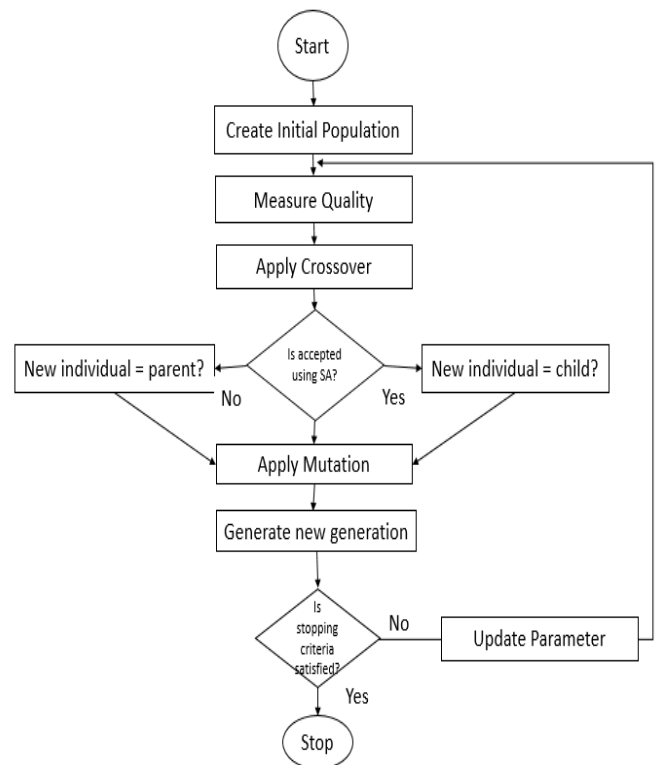 Start
Create Initial Population
Measure Quality
Apply Crossover
Is accepted
using SA?
New individual = parent?
New individual = child?
No
Yes
Apply Mutation
Generate new generation
Is
stopping
criteria
satisfied?
No
Update Parameter
Yes
Stop